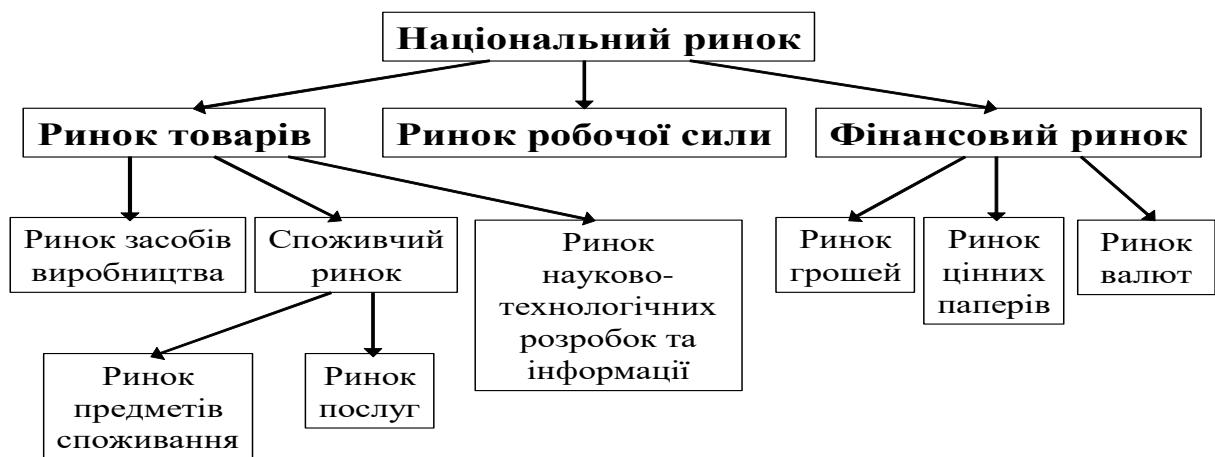 Національний ринок
Ринок товарів
Ринок робочої сили
Фінансовий ринок
Ринок засобів
виробництва
Споживчий
ринок
Ринок
науково-
технологічних
розробок та
інформації
Ринок
грошей
Ринок
цінних
паперів
Ринок
валют
Ринок
предметів
споживання
Ринок
послуг